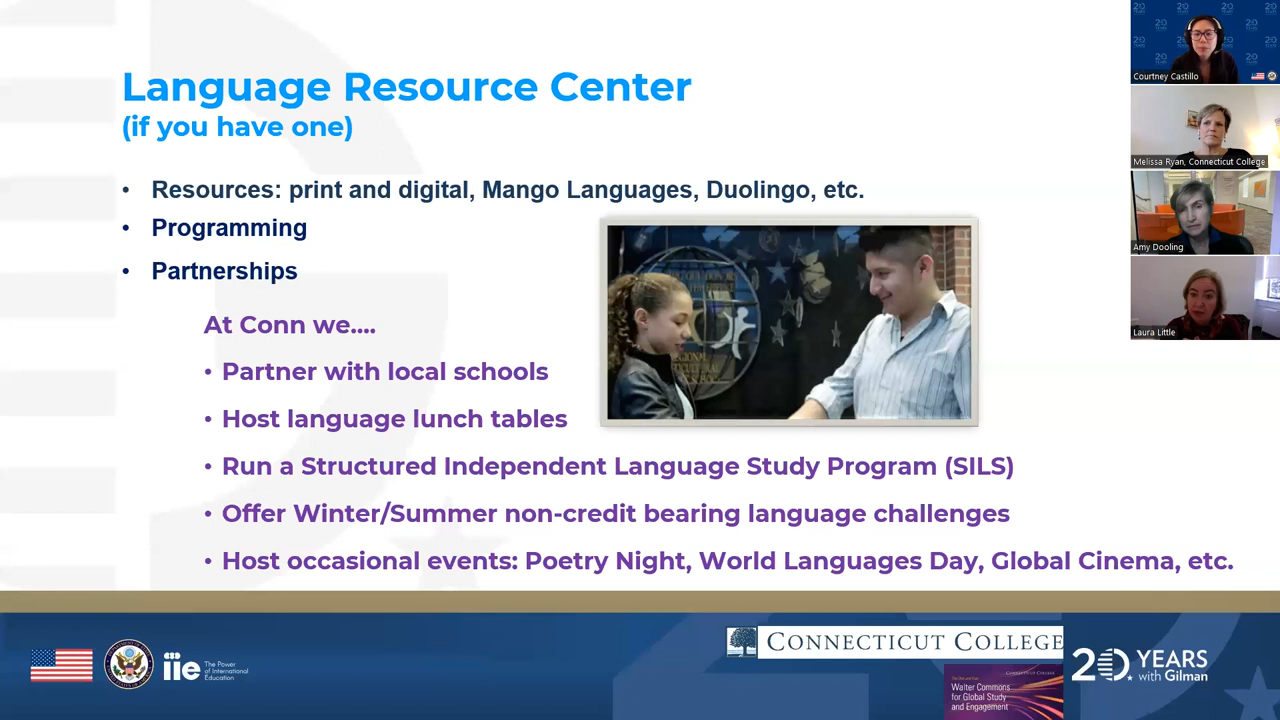 Language Resource Center
(if you have one)
• Resources: print and digital, Mango Languages, Duolingo, etc.
• Programming
• Partnerships
At Conn we....
• Partner with local schools
• Host language lunch tables
• Run a Structured Independent Language Study Program (SILS)
• Offer Winter/Summer non-credit bearing language challenges
• Host occasional events: Poetry Night, World Languages Day, Global Cinema, etc.
Courtney Castillo
Melissa Ryan, Connecticut College
Amy Dooling
Laura Little
iie
The Power
of International
Education
CONNECTICUT COLLEGE
CONNECTICUT COLLEGE
Walter Commons
for Global Study
and Engagement
20 YEARS
with Gilman